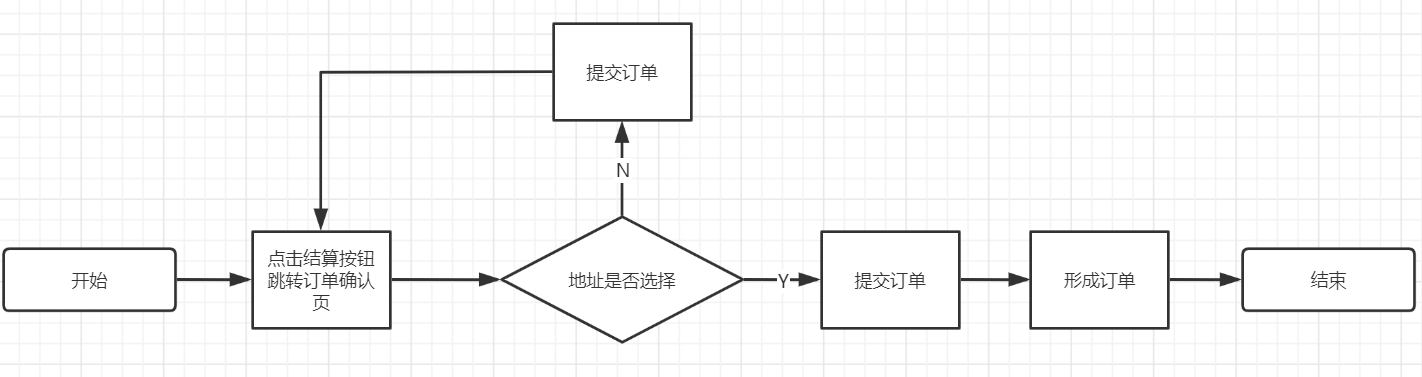 提交订单
N
开始
点击结算按钮
跳转订单确认
页
地址是否选择
Y
提交订单
形成订单
结束